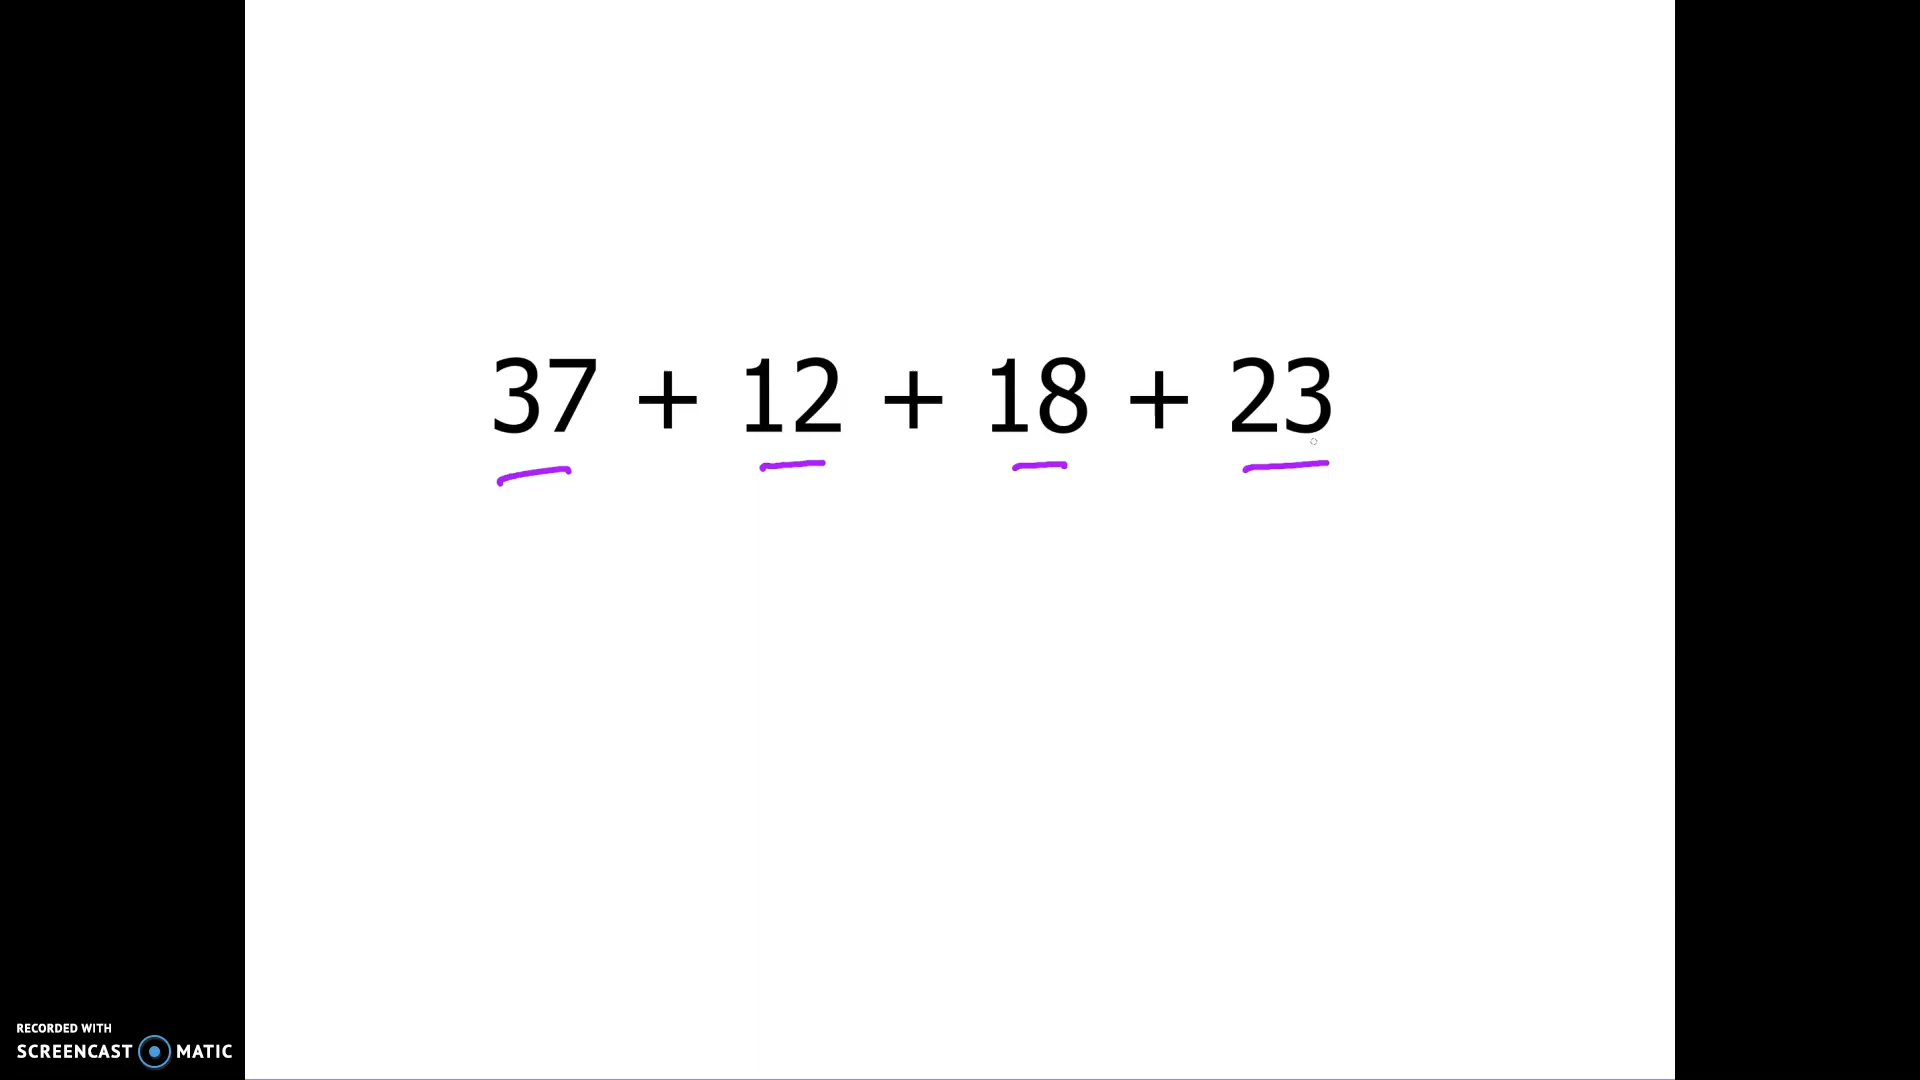 37 + 12 + 18 + 23
RECORDED WITH
SCREENCAST MATIC